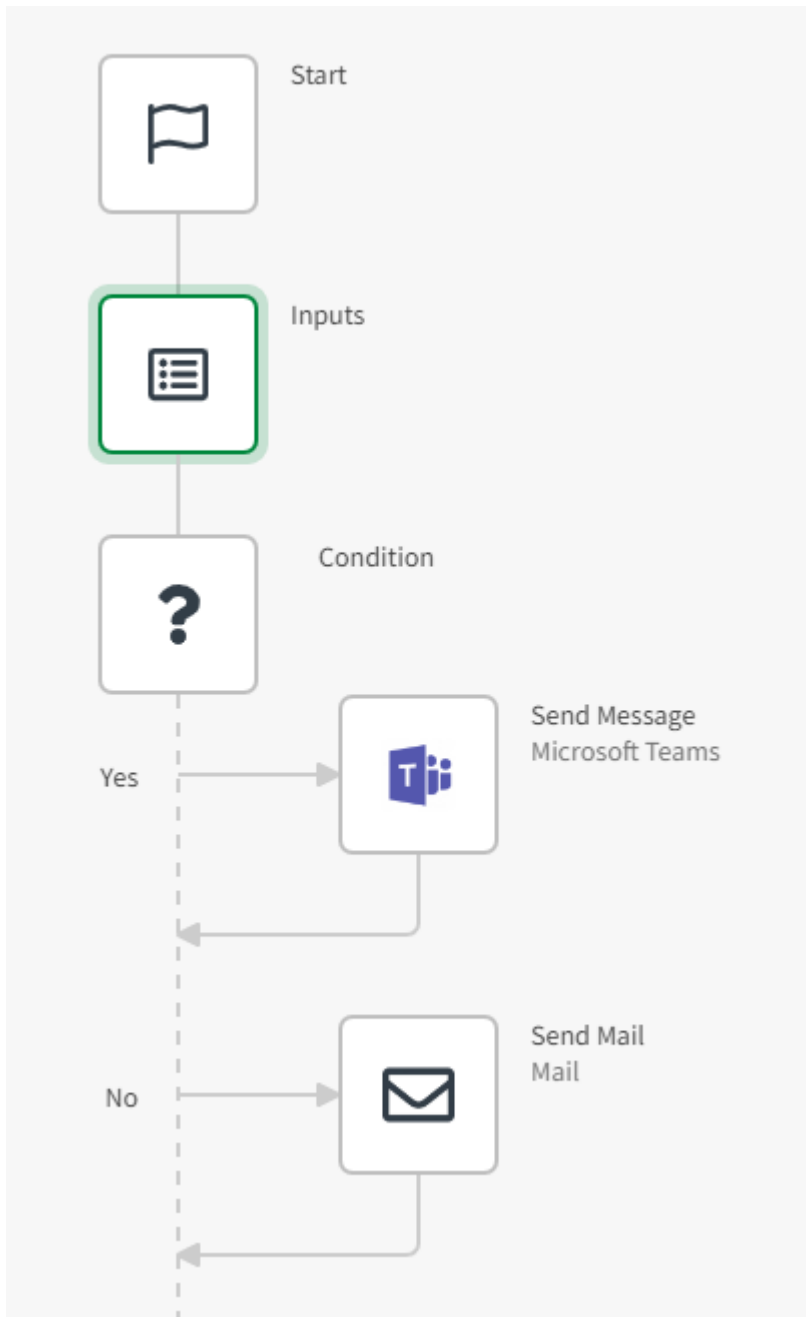 Start
Inputs
?
Condition
Send Message
Microsoft Teams
T
Yes
Send Mail
Mail
No